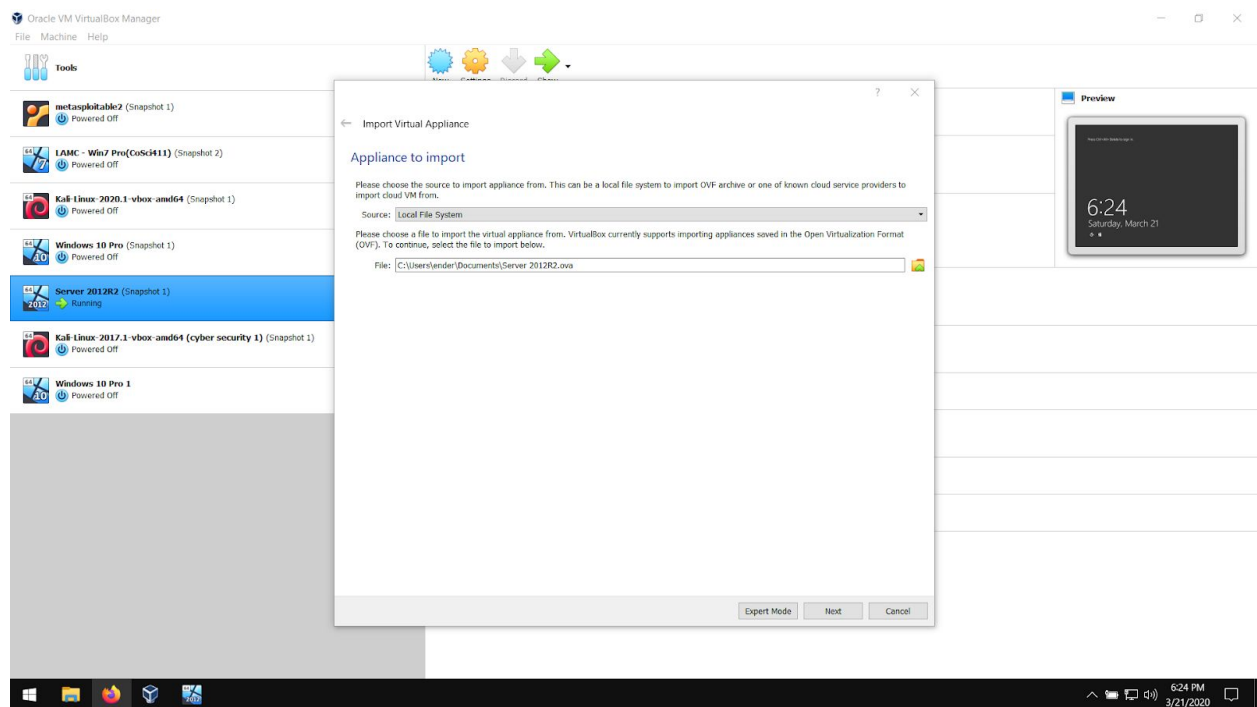 Oracle VM VirtualBox Manager
File Machine Help
Tools
metasploitable2 (Snapshot 1)
Powered Off
LAMC - Win7 Pro(CoSci411) (Snapshot 2)
Powered Off
Kali-Linux-2020.1-vbox-amd64 (Snapshot 1)
Powered Off
Windows 10 Pro (Snapshot 1)
Powered Off
Server 2012R2 (Snapshot 1)
Running
Kali-Linux-2017.1-vbox-amd64 (cyber security 1) (Snapshot 1)
Powered Off
Windows 10 Pro 1
Powered Off
?
Import Virtual Appliance
Appliance to import
Please choose the source to import appliance from. This can be a local file system to import OVF archive or one of known cloud service providers to
import cloud VM from.
Source: Local File System
Please choose a file to import the virtual appliance from. VirtualBox currently supports importing appliances saved in the Open Virtualization Format
(OVF). To continue, select the file to import below.
File: C:\Users\ender\Documents\Server 2012R2.ova
Expert Mode Next Cancel
Preview
6:24
Saturday, March 21
6:24 PM
3/21/2020